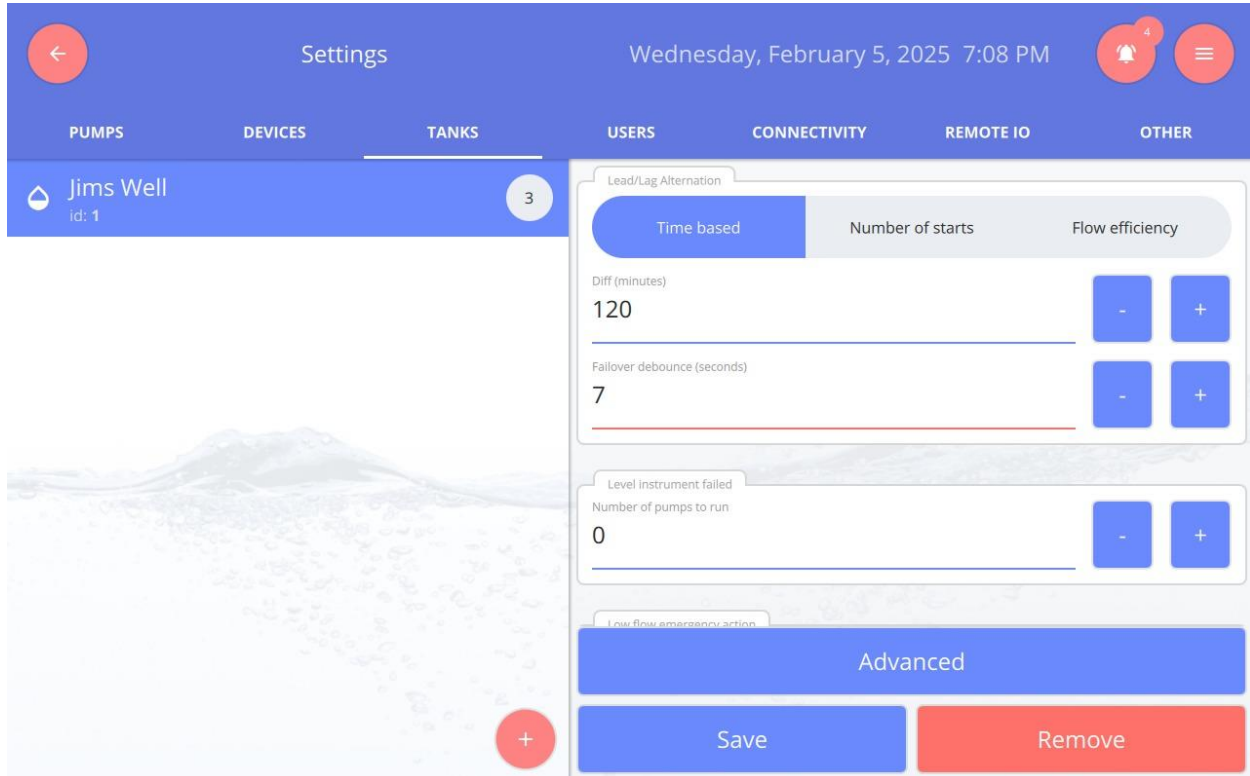 Settings
Wednesday, February 5, 2025 7:08 PM
4
PUMPS DEVICES TANKS USERS CONNECTIVITY REMOTE IO OTHER
Jims Well
id: 1
3
Lead/Lag Alternation
Time based Number of starts Flow efficiency
Diff (minutes)
120
- +
Failover debounce (seconds)
7
- +
Level instrument failed
Number of pumps to run
0
- +
Low flow emergency action
Advanced
+
Save Remove